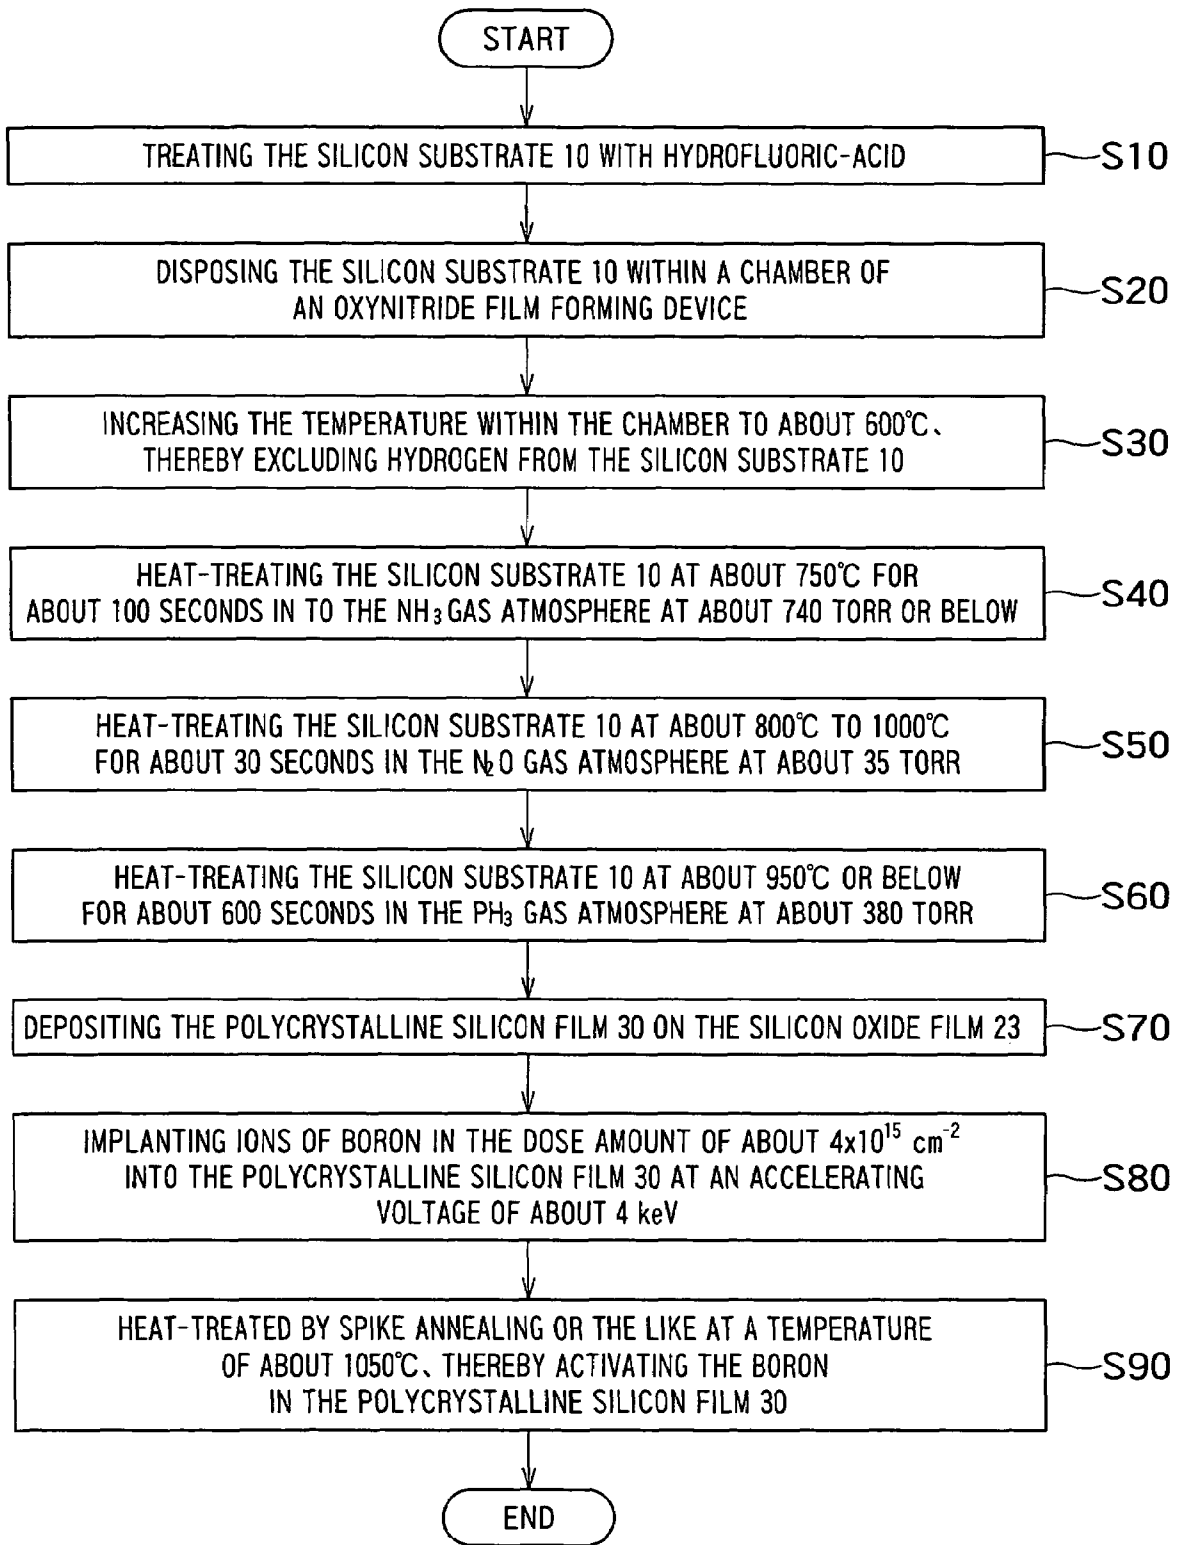 START
TREATING THE SILICON SUBSTRATE 10 WITH HYDROFLUORIC-ACID
S10
DISPOSING THE SILICON SUBSTRATE 10 WITHIN A CHAMBER OF
AN OXYNITRIDE FILM FORMING DEVICE
S20
INCREASING THE TEMPERATURE WITHIN THE CHAMBER TO ABOUT 600℃、
THEREBY EXCLUDING HYDROGEN FROM THE SILICON SUBSTRATE 10
S30
HEAT-TREATING THE SILICON SUBSTRATE 10 AT ABOUT 750℃ FOR
ABOUT 100 SECONDS IN TO THE NH₃ GAS ATMOSPHERE AT ABOUT 740 TORR OR BELOW
S40
HEAT-TREATING THE SILICON SUBSTRATE 10 AT ABOUT 800℃ TO 1000℃
FOR ABOUT 30 SECONDS IN THE N₂O GAS ATMOSPHERE AT ABOUT 35 TORR
S50
HEAT-TREATING THE SILICON SUBSTRATE 10 AT ABOUT 950℃ OR BELOW
FOR ABOUT 600 SECONDS IN THE PH₃ GAS ATMOSPHERE AT ABOUT 380 TORR
S60
DEPOSITING THE POLYCRYSTALLINE SILICON FILM 30 ON THE SILICON OXIDE FILM 23
S70
IMPLANTING IONS OF BORON IN THE DOSE AMOUNT OF ABOUT 4x10¹⁵ cm⁻²
INTO THE POLYCRYSTALLINE SILICON FILM 30 AT AN ACCELERATING
VOLTAGE OF ABOUT 4 keV
S80
HEAT-TREATED BY SPIKE ANNEALING OR THE LIKE AT A TEMPERATURE
OF ABOUT 1050℃、THEREBY ACTIVATING THE BORON
IN THE POLYCRYSTALLINE SILICON FILM 30
S90
END